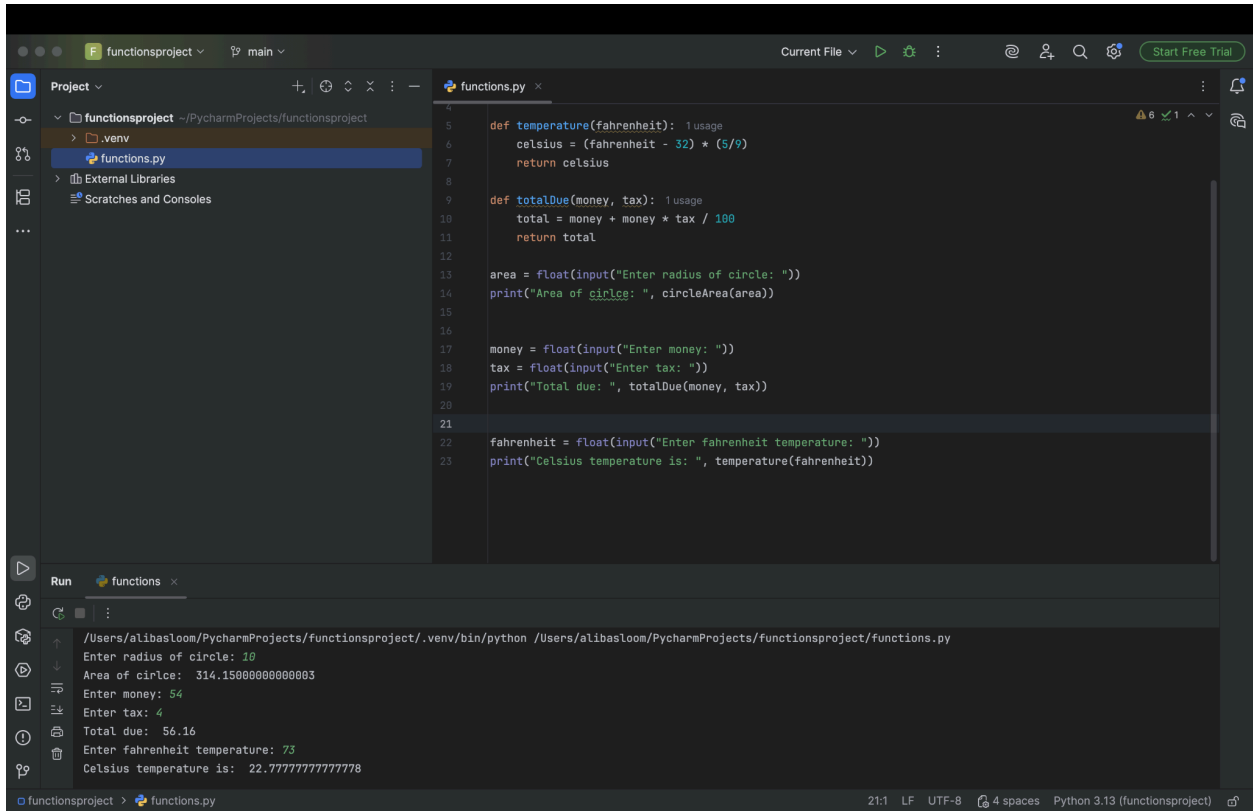 F functionsproject main Current File Start Free Trial
Project functions.py
functionsproject ~/PycharmProjects/functionsproject
.venv
functions.py
External Libraries
Scratches and Consoles
6 1
4
5 def temperature(fahrenheit): 1 usage
6 celsius = (fahrenheit - 32) * (5/9)
7 return celsius
8
9 def totalDue(money, tax): 1 usage
10 total = money + money * tax / 100
11 return total
12
13 area = float(input("Enter radius of circle: "))
14 print("Area of cirlce: ", circleArea(area))
15
16
17 money = float(input("Enter money: "))
18 tax = float(input("Enter tax: "))
19 print("Total due: ", totalDue(money, tax))
20
21
22 fahrenheit = float(input("Enter fahrenheit temperature: "))
23 print("Celsius temperature is: ", temperature(fahrenheit))
Run functions
/Users/alibasloom/PycharmProjects/functionsproject/.venv/bin/python /Users/alibasloom/PycharmProjects/functionsproject/functions.py
Enter radius of circle: 10
Area of cirlce:  314.15000000000003
Enter money: 54
Enter tax: 4
Total due:  56.16
Enter fahrenheit temperature: 73
Celsius temperature is:  22.77777777777778
functionsproject > functions.py 21:1 LF UTF-8 4 spaces Python 3.13 (functionsproject)